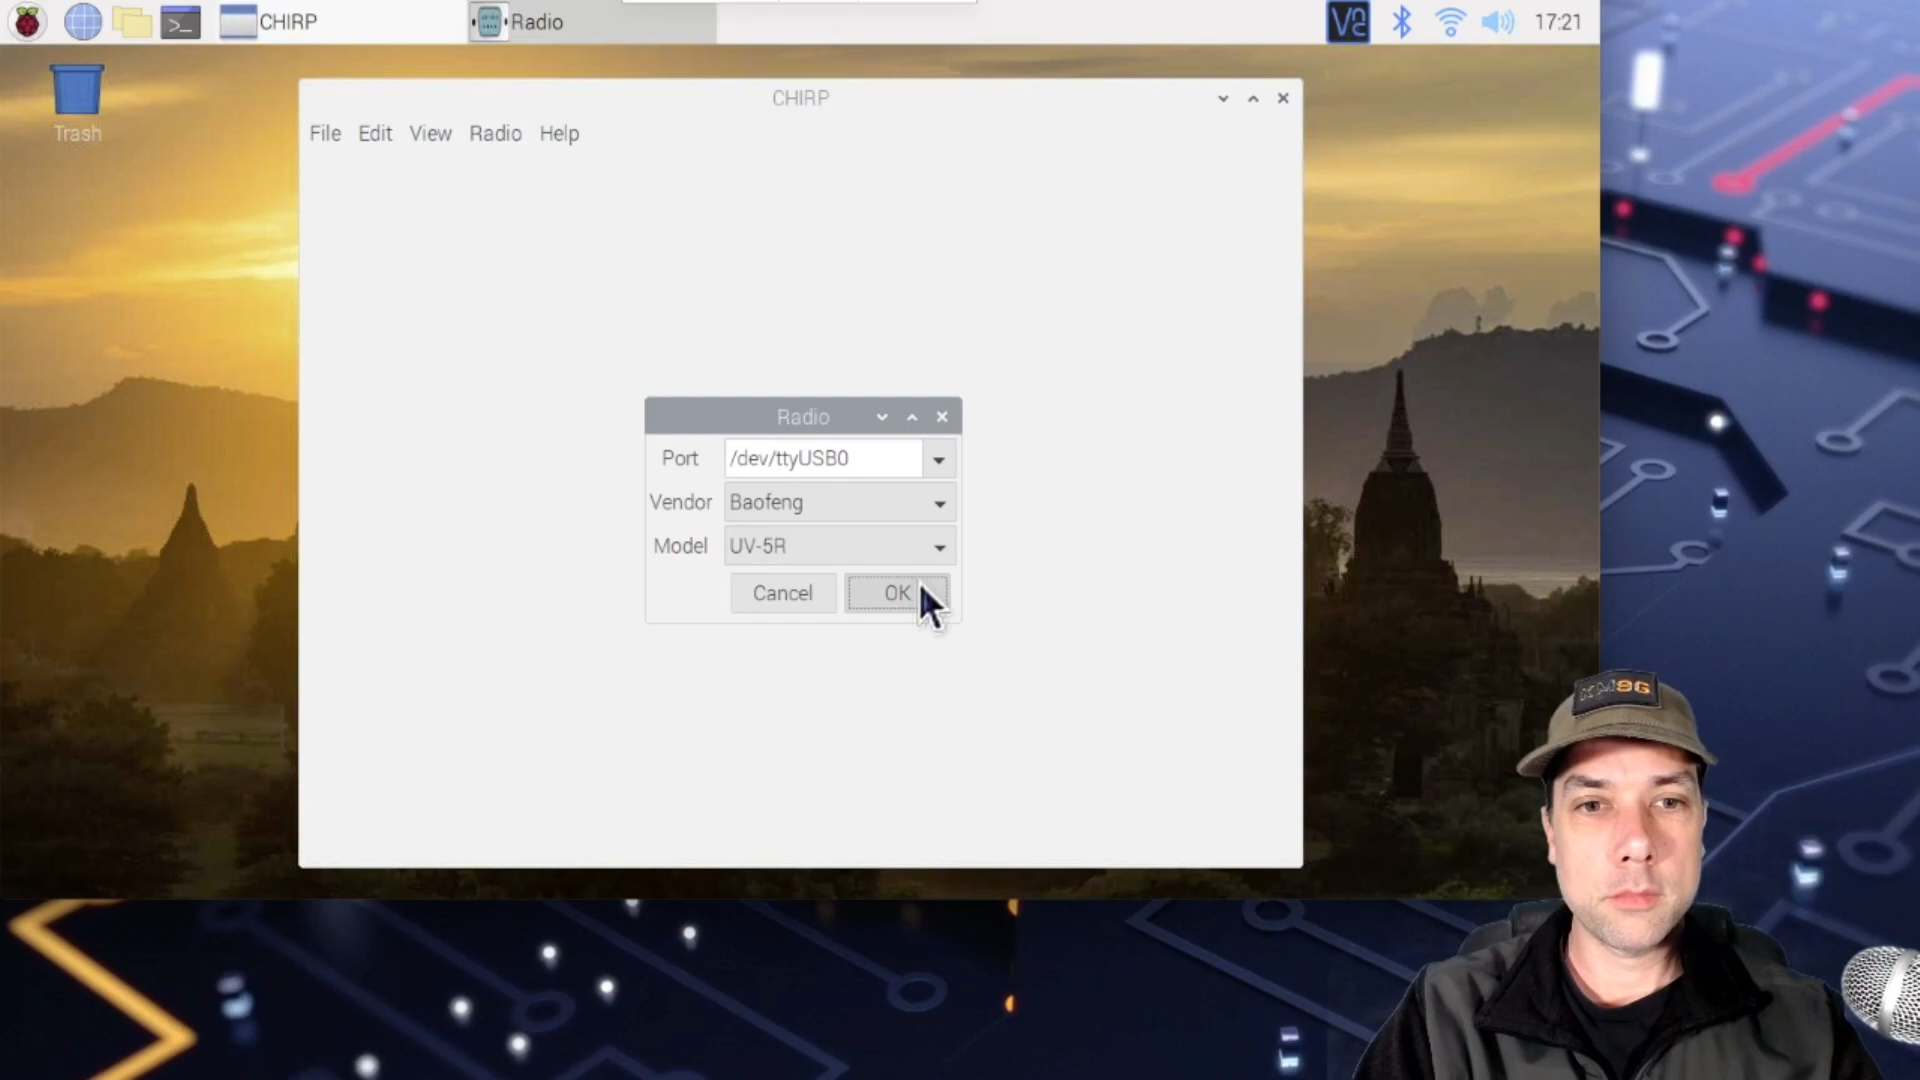 CHIRP
Radio
17:21
Trash
CHIRP
File Edit View Radio Help
Radio
Port /dev/ttyUSB0
Vendor Baofeng
Model UV-5R
Cancel OK
KM9G